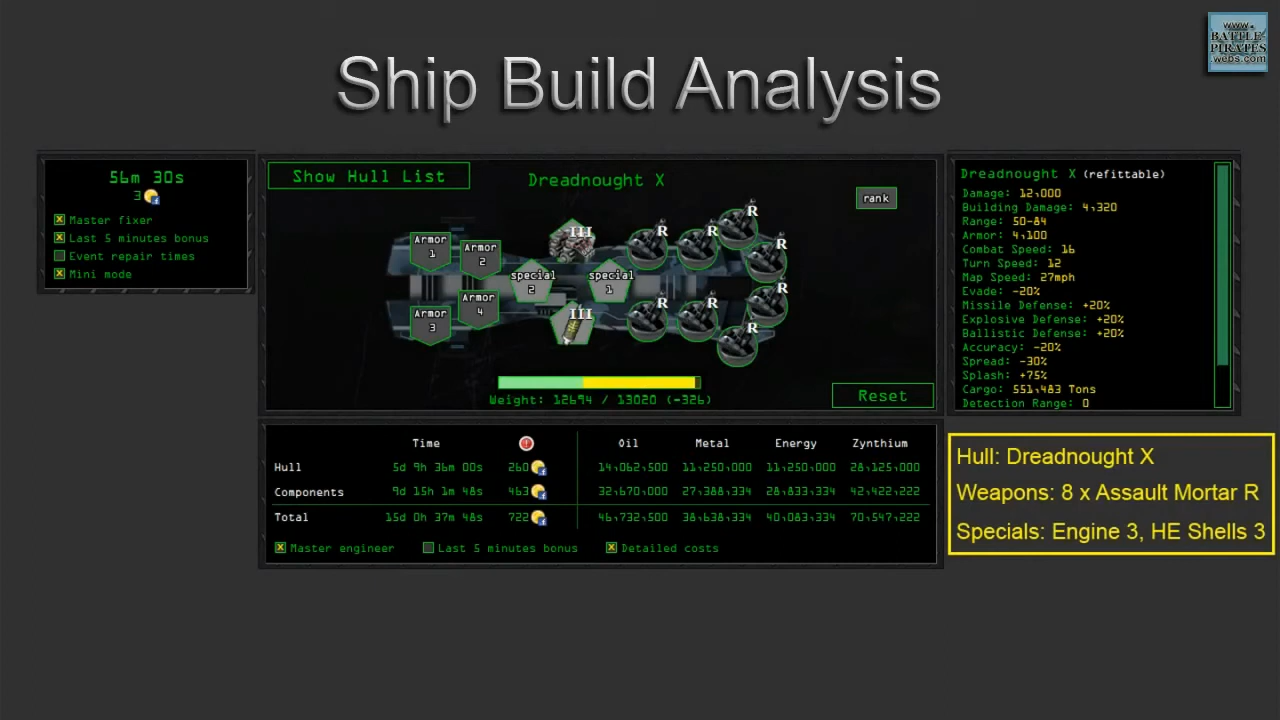 www.
BATTLE-
PIRATES
.webs.com
Ship Build Analysis
56m 30s
3
Master fixer
Last 5 minutes bonus
Event repair times
Mini mode
Show Hull List
Dreadnought X
rank
Armor 1
Armor 2
Armor 3
Armor 4
special 2
special 1
III
III
R
R
R
R
R
R
R
R
Weight: 12694 / 13020 (-326)
Reset
Dreadnought X (refittable)
Damage: 12,000
Building Damage: 4,320
Range: 50-84
Armor: 4,100
Combat Speed: 16
Turn Speed: 12
Map Speed: 27mph
Evade: -20%
Missile Defense: +20%
Explosive Defense: +20%
Ballistic Defense: +20%
Accuracy: -20%
Spread: -30%
Splash: +75%
Cargo: 551,483 Tons
Detection Range: 0
Time ! Oil Metal Energy Zynthium
Hull 5d 9h 36m 00s 260 14,062,500 11,250,000 11,250,000 28,125,000
Components 9d 15h 1m 48s 463 32,670,000 27,388,334 28,833,334 42,422,222
Total 15d 0h 37m 48s 722 46,732,500 38,638,334 40,083,334 70,547,222
Master engineer Last 5 minutes bonus Detailed costs
Hull: Dreadnought X
Weapons: 8 x Assault Mortar R
Specials: Engine 3, HE Shells 3